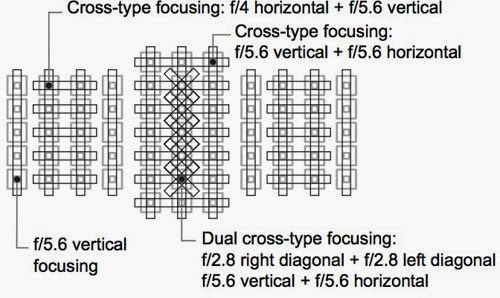 Cross-type focusing: f/4 horizontal + f/5.6 vertical
Cross-type focusing:
f/5.6 vertical + f/5.6 horizontal
f/5.6 vertical
focusing
Dual cross-type focusing:
f/2.8 right diagonal + f/2.8 left diagonal
f/5.6 vertical + f/5.6 horizontal